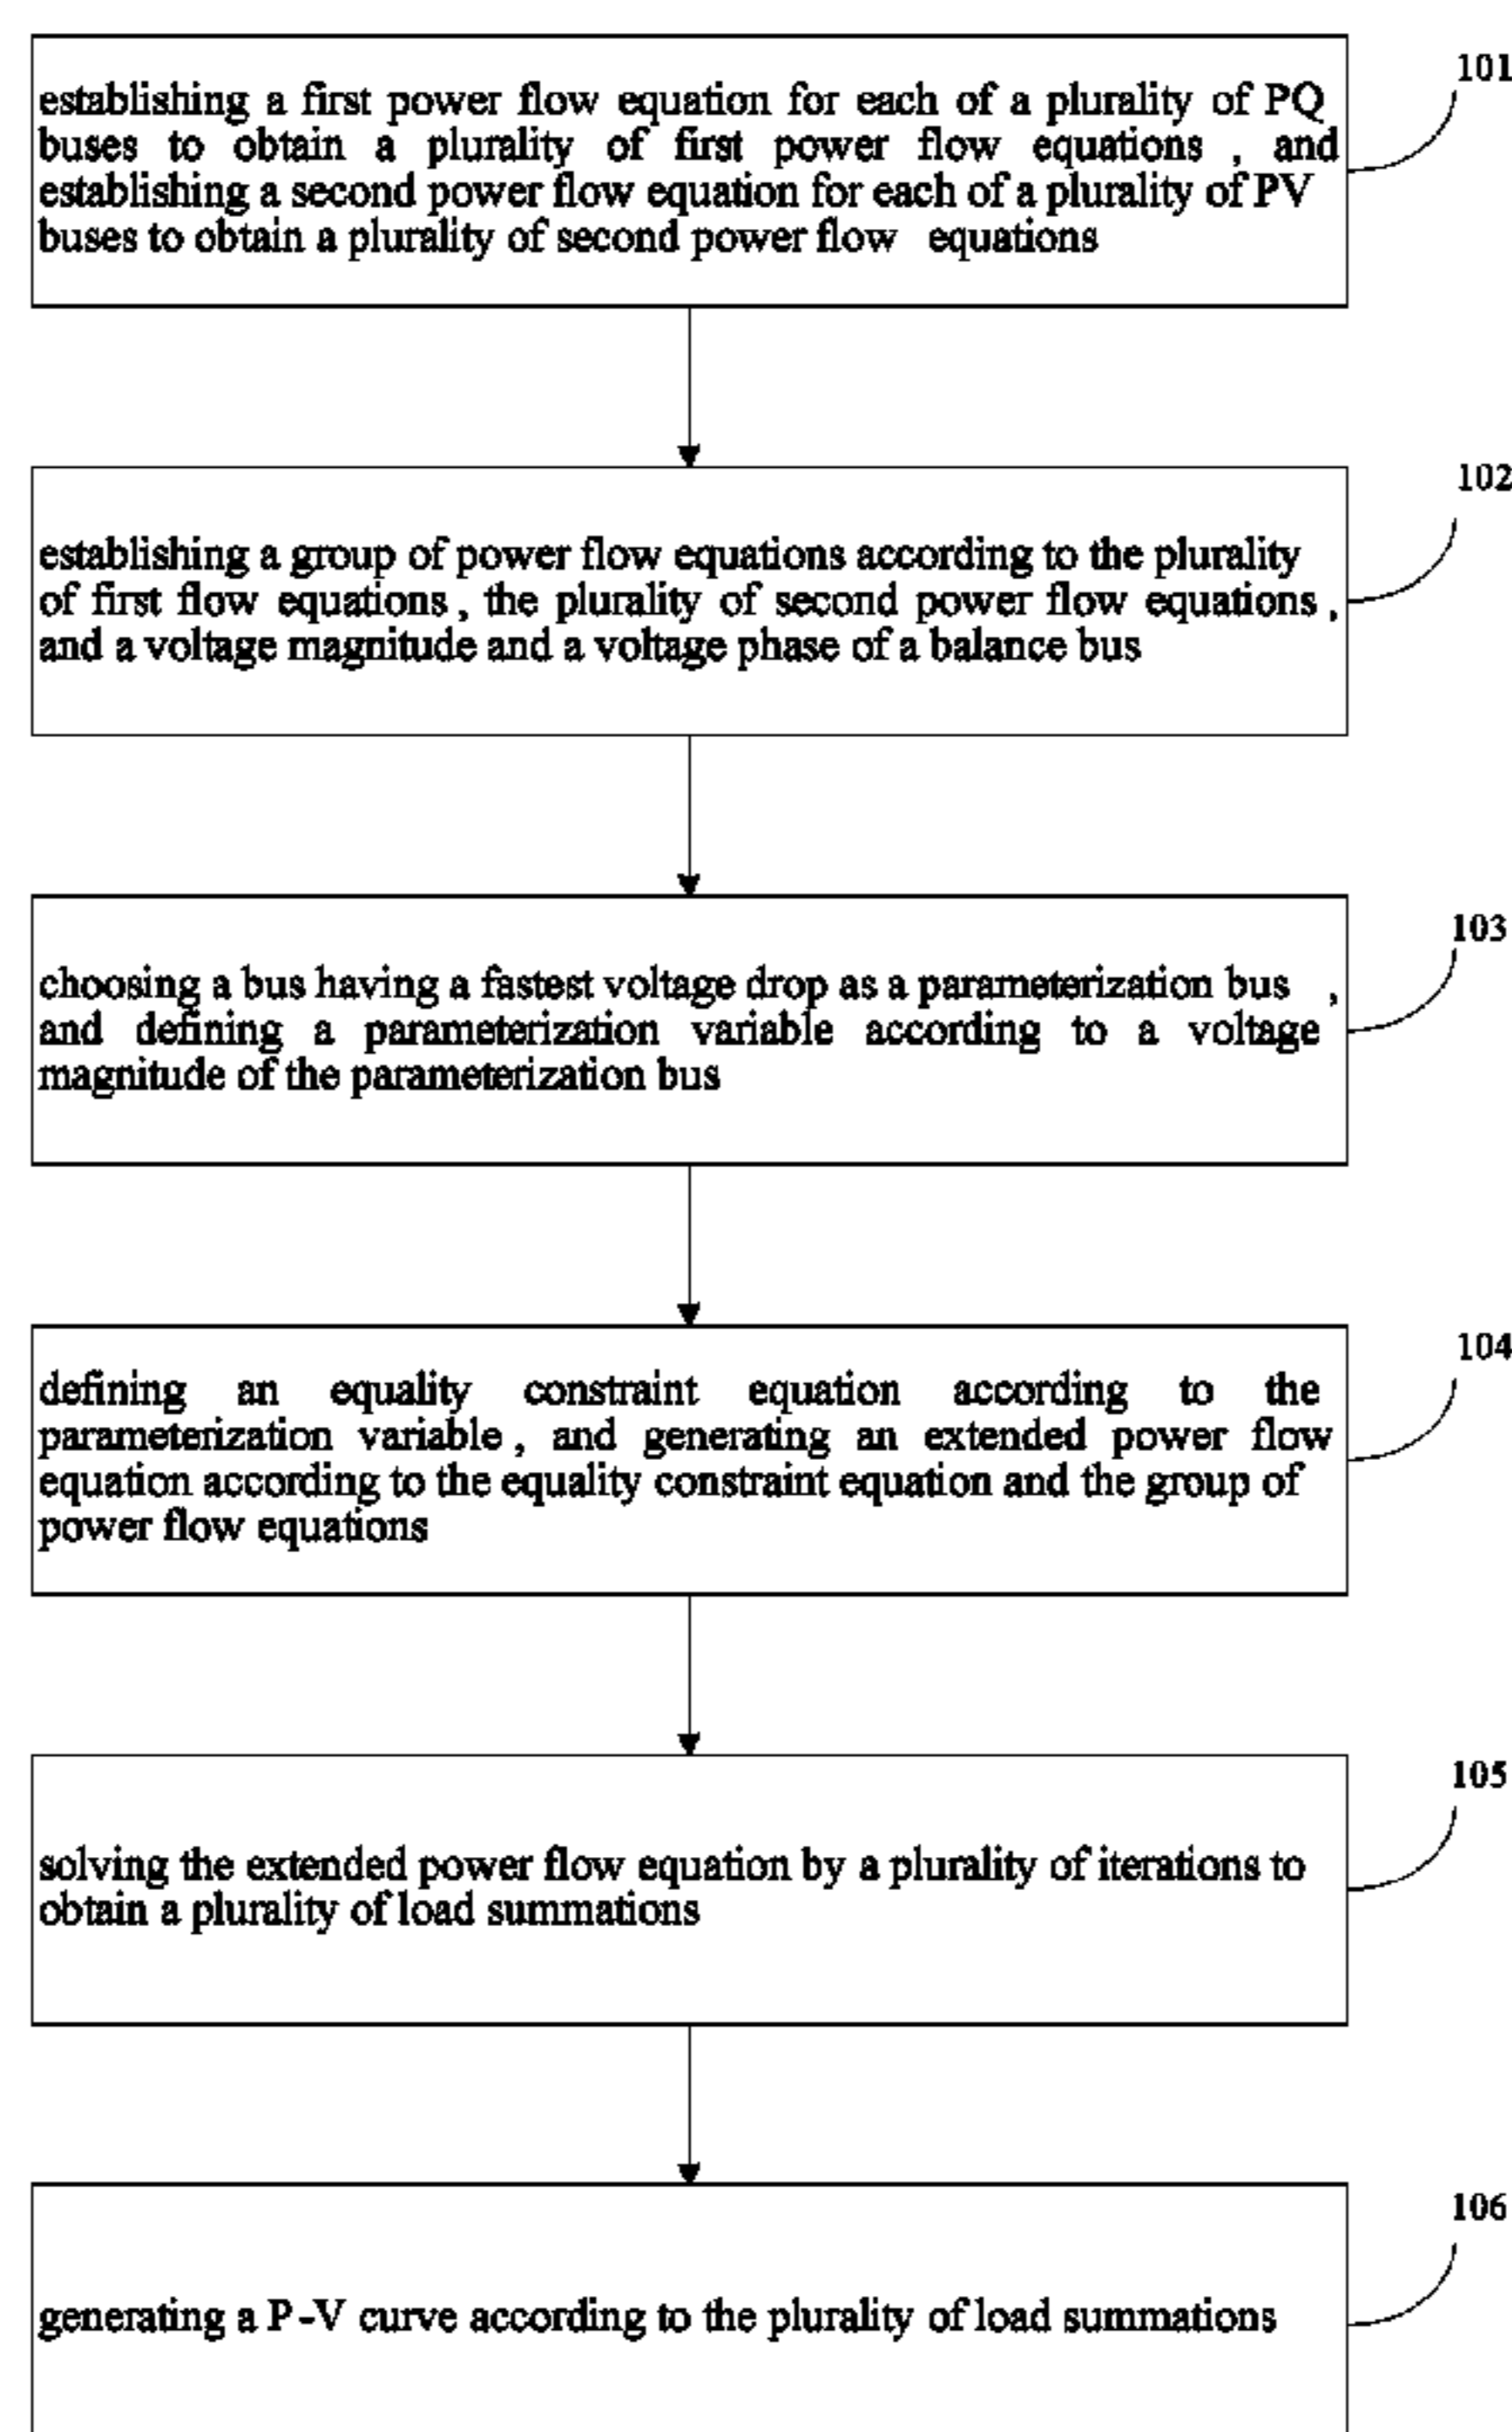 101
establishing a first power flow equation for each of a plurality of PQ
buses to obtain a plurality of first power flow equations , and
establishing a second power flow equation for each of a plurality of PV
buses to obtain a plurality of second power flow equations
102
establishing a group of power flow equations according to the plurality
of first flow equations , the plurality of second power flow equations ,
and a voltage magnitude and a voltage phase of a balance bus
103
choosing a bus having a fastest voltage drop as a parameterization bus ,
and defining a parameterization variable according to a voltage
magnitude of the parameterization bus
104
defining an equality constraint equation according to the
parameterization variable , and generating an extended power flow
equation according to the equality constraint equation and the group of
power flow equations
105
solving the extended power flow equation by a plurality of iterations to
obtain a plurality of load summations
106
generating a P-V curve according to the plurality of load summations